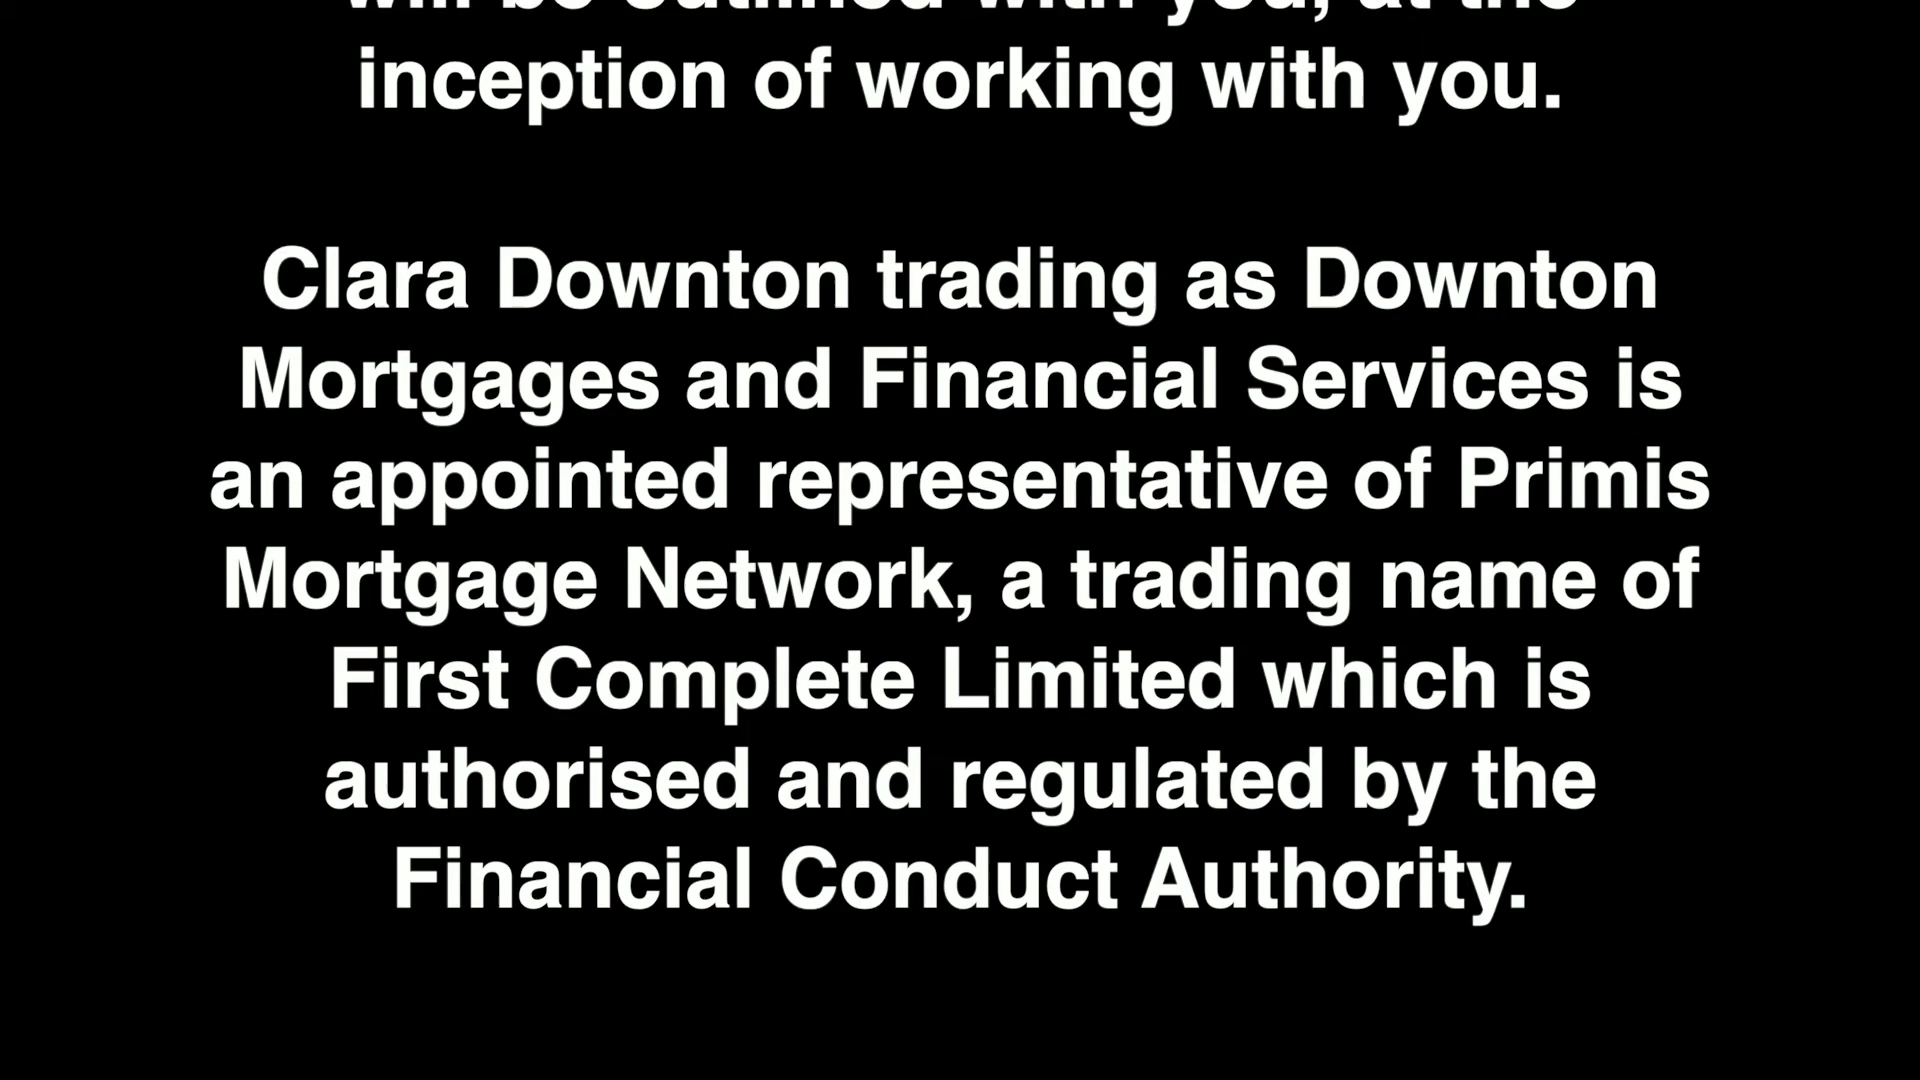 will be outlined with you, at the
inception of working with you.
Clara Downton trading as Downton
Mortgages and Financial Services is
an appointed representative of Primis
Mortgage Network, a trading name of
First Complete Limited which is
authorised and regulated by the
Financial Conduct Authority.